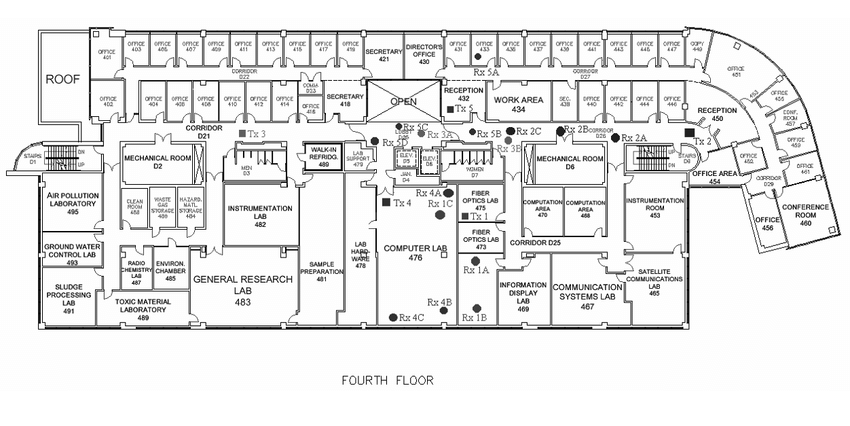 ROOF
OFFICE
401
OFFICE
403
OFFICE
405
OFFICE
407
OFFICE
409
OFFICE
411
OFFICE
413
OFFICE
415
OFFICE
417
OFFICE
419
SECRETARY
421
DIRECTOR'S
OFFICE
430
OFFICE
431
OFFICE
433
OFFICE
OFFICE
OFFICE
441
OFFICE
443
OFFICE
445
OFFICE
447
COPY
OFFICE
451
CORRIDOR
D22
Rx 5A
CORRIDOR
D27
OFFICE
402
OFFICE
404
OFFICE
406
OFFICE
408
OFFICE
410
OFFICE
412
OFFICE
414
OFFICE
416
SECRETARY
418
OPEN
RECEPTION
432
Tx 5
WORK AREA
434
SEC.
OFFICE
440
OFFICE
442
OFFICE
444
OFFICE
446
RECEPTION
450
OFFICE
455
CONF.
ROOM
457
OFFICE
459
OFFICE
461
CORRIDOR
D21
Tx 3
Rx 5C
LOBBY
Rx 3A
Rx 5D
Rx 5B
Rx 3B
Rx 2C
Rx 2B
CORRIDOR
Rx 2A
Tx 2
STAIRS
D1
UP
DN
MECHANICAL ROOM
D2
MEN
D3
WALK-IN
REFRIDG.
489
LAB
SUPPORT
479
ELEV.
D5
ELEV.
D6
JAN.
D4
WOMEN
D7
MECHANICAL ROOM
D6
UP
DN
STAIRS
OFFICE AREA
454
OFFICE
452
CORRIDOR
D29
OFFICE
456
CONFERENCE
ROOM
460
AIR POLLUTION
LABORATORY
495
CLEAN
ROOM
488
WASTE
GAS
STORAGE
HAZARD.
MAT.
STORAGE
484
INSTRUMENTATION
LAB
482
Tx 4
Rx 4A
Rx 1C
FIBER
OPTICS LAB
475
Tx 1
FIBER
OPTICS LAB
473
COMPUTATION
AREA
470
COMPUTATION
AREA
468
INSTRUMENTATION
ROOM
453
CORRIDOR D25
GROUND WATER
CONTROL LAB
493
RADIO
CHEMISTRY
LAB
487
ENVIRON.
CHAMBER
485
GENERAL RESEARCH
LAB
483
SAMPLE
PREPARATION
481
LAB
HARD-
WARE
478
COMPUTER LAB
476
Rx 1A
SLUDGE
PROCESSING
LAB
491
TOXIC MATERIAL
LABORATORY
489
Rx 4C
Rx 4B
Rx 1B
INFORMATION
DISPLAY LAB
469
COMMUNICATION
SYSTEMS LAB
467
SATELLITE
COMMUNICATIONS
LAB
465
FOURTH FLOOR